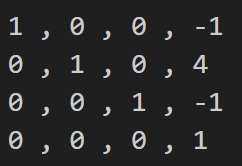 1 , 0 , 0 , -1
0 , 1 , 0 , 4
0 , 0 , 1 , -1
0 , 0 , 0 , 1